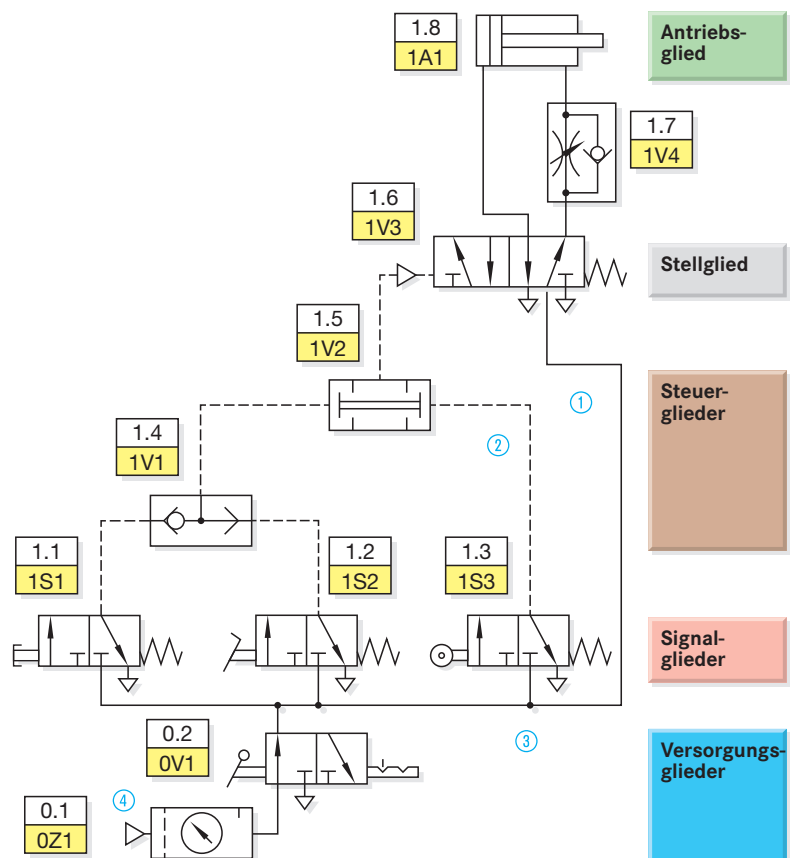 1.8
1A1
Antriebs-
glied
1.7
1V4
1.6
1V3
Stellglied
1.5
1V2
Steuer-
glieder
1
2
1.4
1V1
1.1
1S1
1.2
1S2
1.3
1S3
Signal-
glieder
0.2
0V1
3
Versorgungs-
glieder
4
0.1
0Z1